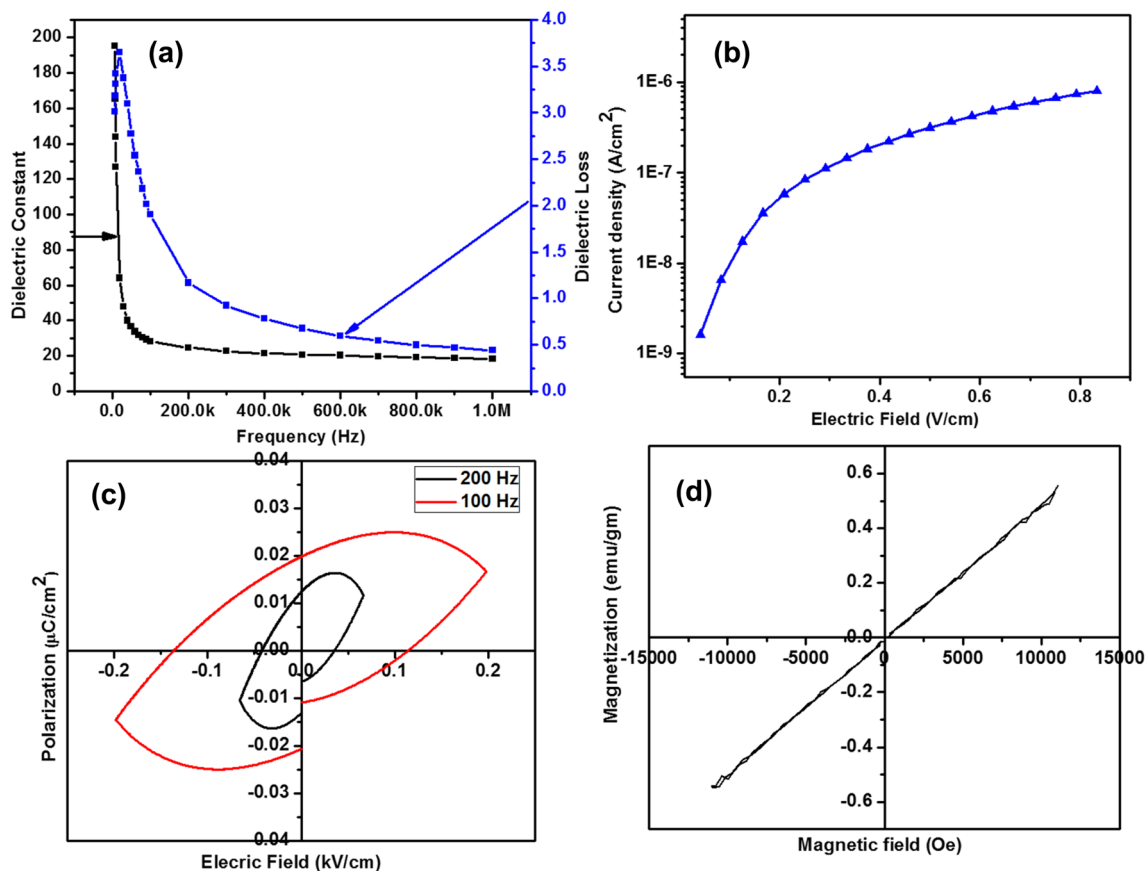 (a)
200
180
160
140
120
100
80
60
40
20
0
Dielectric Constant
4.0
3.5
3.0
2.5
2.0
1.5
1.0
0.5
0.0
Dielectric Loss
0.0 200.0k 400.0k 600.0k 800.0k 1.0M
Frequency (Hz)
(b)
1E-6
1E-7
1E-8
1E-9
Current density (A/cm2)
0.2 0.4 0.6 0.8
Electric Field (V/cm)
(c)
200 Hz
100 Hz
0.04
0.03
0.02
0.01
0.00
-0.01
-0.02
-0.03
0.04
Polarization (μC/cm2)
-0.2 -0.1 0.0 0.1 0.2
Elecric Field (kV/cm)
(d)
0.6
0.4
0.2
0.0
-0.2
-0.4
-0.6
Magnetization (emu/gm)
-15000 -10000 -5000 0 5000 10000 15000
Magnetic field (Oe)